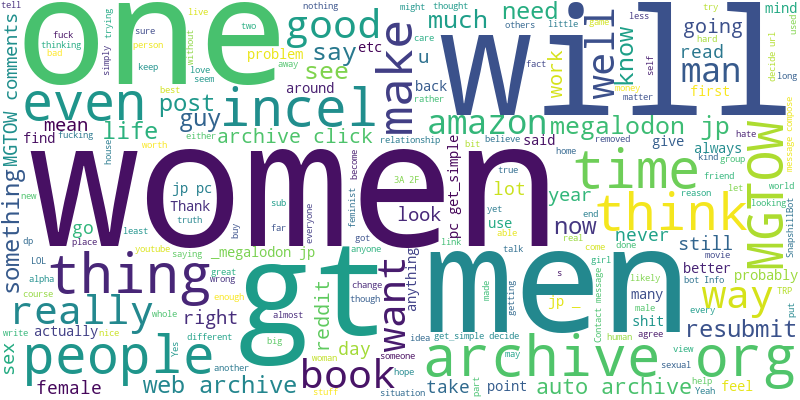 tell
fuck
thinking
bad
simply
trying
sure
person
keep
live
best
without
love
seem
one
two
away
problem
nothing
good
say
etc
see
around
might
thought
care
u
back
rather
much
make
others
fact
little
need
know
work
game
money
matter
less
self
well
will
try
hard
going
read
man
first
mind
decide url
used
long
MGTOW comments
even
post
incel
guy
archive click
amazon
megalodon jp
mean
life
find
fucking
house
worth
either
relationship
believe
said
removed
give
always
hate
message compose
women
jp pc
Thank
truth
become
bit
home
kind
group
friend
time
MGTOW
3A 2F
true
lot
year
reason
let
world
looking
SnapshillBot
something
new
go
place
sub
far
everyone
feminist
look
pc get_simple
yet
use
end
now
think
never
still
real
dp
LOL
least
youtube
saying
_megalodon jp
buy
got
anyone
link
able
talk
come
done
girl
movie
better
probably
alpha
thing
great
wrong
gt
change
though
want
anything
men
s
jp _
Contact message
likely
many
bot Info
way
TRP
course
nice
really
whole
enough
almost
right
reddit
made
getting
male
shit
every
resubmit
put
write
actually
different
big
day
idea
get_simple decide
human
agree
sex
people
Yes
another
woman
someone
may
archive org
view
sexual
female
web archive
stuff
book
hope
situation
take
part
point
auto archive
help
Yeah
feel